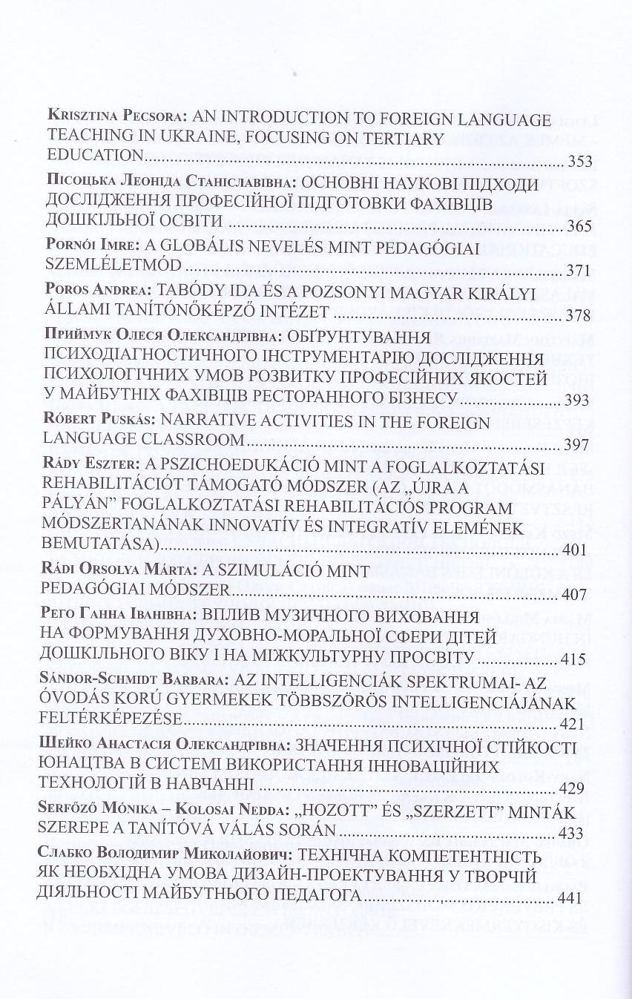 Krisztina Pecsora: AN INTRODUCTION TO FOREIGN LANGUAGE
TEACHING IN UKRAINE, FOCUSING ON TERTIARY
EDUCATION 353
Пісоцька Леоніда Станіславівна: ОСНОВНІ НАУКОВІ ПІДХОДИ
ДОСЛІДЖЕННЯ ПРОФЕСІЙНОЇ ПІДГОТОВКИ ФАХІВЦІВ
ДОШКІЛЬНОЇ ОСВІТИ 365
Pornói Imre: A GLOBÁLIS NEVELÉS MINT PEDAGÓGIAI
SZEMLÉLETMÓD 371
Poros Andrea: TABÓDY IDA ÉS A POZSONYI MAGYAR KIRÁLYI
ÁLLAMI TANÍTÓNŐKÉPZŐ INTÉZET 378
Приймук Олеся Олександрівна: ОБҐРУНТУВАННЯ
ПСИХОДІАГНОСТИЧНОГО ІНСТРУМЕНТАРІЮ ДОСЛІДЖЕННЯ
ПСИХОЛОГІЧНИХ УМОВ РОЗВИТКУ ПРОФЕСІЙНИХ ЯКОСТЕЙ
У МАЙБУТНІХ ФАХІВЦІВ РЕСТОРАННОГО БІЗНЕСУ 393
Róbert Puskás: NARRATIVE ACTIVITIES IN THE FOREIGN
LANGUAGE CLASSROOM 397
Rády Eszter: A PSZICHOEDUKÁCIÓ MINT A FOGLALKOZTATÁSI
REHABILITÁCIÓT TÁMOGATÓ MÓDSZER (AZ „ÚJRA A
PÁLYÁN” FOGLALKOZTATÁSI REHABILITÁCIÓS PROGRAM
MÓDSZERTANÁNAK INNOVATÍV ÉS INTEGRATÍV ELEMÉNEK
BEMUTATÁSA) 401
Rádi Orsolya Márta: A SZIMULÁCIÓ MINT
PEDAGÓGIAI MÓDSZER 407
Рего Ганна Іванівна: ВПЛИВ МУЗИЧНОГО ВИХОВАННЯ
НА ФОРМУВАННЯ ДУХОВНО-МОРАЛЬНОЇ СФЕРИ ДІТЕЙ
ДОШКІЛЬНОГО ВІКУ І НА МІЖКУЛЬТУРНУ ПРОСВІТУ 415
Sándor-Schmidt Barbara: AZ INTELLIGENCIÁK SPEKTRUMAI- AZ
ÓVODÁS KORÚ GYERMEKEK TÖBBSZÖRÖS INTELLIGENCIÁJÁNAK
FELTÉRKÉPEZÉSE 421
Шейко Анастасія Олександрівна: ЗНАЧЕННЯ ПСИХІЧНОЇ СТІЙКОСТІ
ЮНАЦТВА В СИСТЕМІ ВИКОРИСТАННЯ ІННОВАЦІЙНИХ
ТЕХНОЛОГІЙ В НАВЧАННІ 429
Serfőző Mónika – Kolosai Nedda: „HOZOTT” ÉS „SZERZETT” MINTÁK
SZEREPE A TANÍTÓVÁ VÁLÁS SORÁN 433
Слабко Володимир Миколайович: ТЕХНІЧНА КОМПЕТЕНТНІСТЬ
ЯК НЕОБХІДНА УМОВА ДИЗАЙН-ПРОЕКТУВАННЯ У ТВОРЧІЙ
ДІЯЛЬНОСТІ МАЙБУТНЬОГО ПЕДАГОГА 441